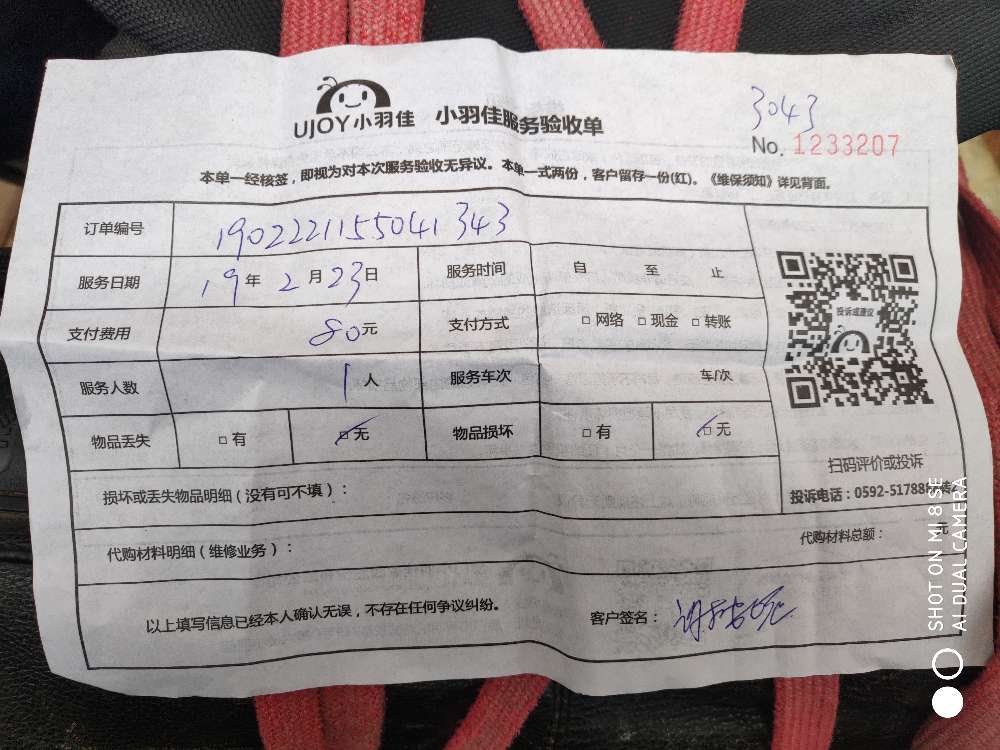 UJOY小羽佳 小羽佳服务验收单
3043
No. 1233207
本单一经核签，即视为对本次服务验收无异议。本单一式两份，客户留存一份(红)。《维保须知》详见背面。
订单编号 1902221155041343
服务日期 19年 2月 23日 服务时间 自 至 止
支付费用 80元 支付方式 □网络 □现金 □转账
服务人数 1人 服务车次 车/次
物品丢失 □有 □无 物品损坏 □有 □无
投诉或建议
扫码评价或投诉
投诉电话：0592-51788
损坏或丢失物品明细（没有可不填）：
代购材料明细（维修业务）： 代购材料总额： 元
以上填写信息已经本人确认无误，不存在任何争议纠纷。 客户签名：
SHOT ON MI 8 SE
AI DUAL CAMERA